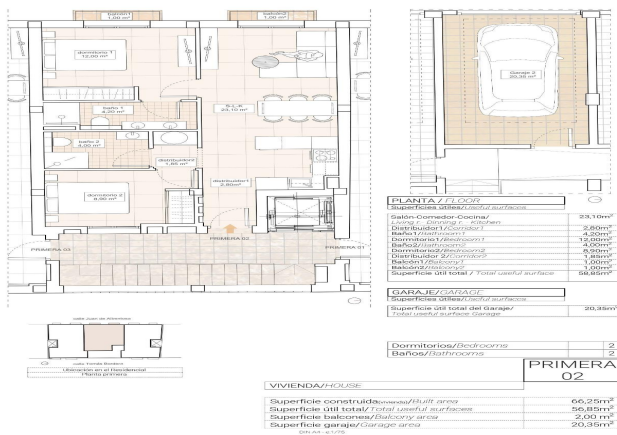 balcón1
1,00 m²
balcón2
1,00 m²
dormitorio 1
12,00 m²
S-C-K
23,10 m²
baño 1
4,20 m²
baño 2
4,00 m²
distribuidor2
1,85 m²
distribuidor1
2,80m²
dormitorio 2
8,90 m²
PRIMERA 03
PRIMERA 02
PRIMERA 01
Garaje 2
20,35 m²
PLANTA / FLOOR
Superficies útiles/Useful surfaces
Salón-Comedor-Cocina/ 23,10m²
Living r. - Dinning r. - Kitchen
Distribuidor1/Corridor1 2,80m²
Baño1/Bathroom1 4,20m²
Dormitorio1/Bedroom1 12,00m²
Baño2/Bathroom2 4,00m²
Dormitorio2/Bedroom2 8,90m²
Distribuidor 2/Corridor2 1,85m²
Balcón1/Balcony1 1,00m²
Balcón2/Balcony2 1,00m²
Superficie útil total / Total useful surface 58,85m²
GARAJE/GARAGE
Superficies útiles/Useful surfaces
Superficie útil total del Garaje/ 20,35m²
Total useful surface Garage
Dormitorios/Bedrooms 2
Baños/Bathrooms 2
PRIMERA
02
VIVIENDA/HOUSE
Superficie construida(vivienda)/Built area 66,25m²
Superficie útil total/Total useful surfaces 56,85m²
Superficie balcones/Balcony area 2,00 m²
Superficie garaje/Garage area 20,35m²
DIN A4 - e:1/75
Ubicación en el Residencial
Planta primera